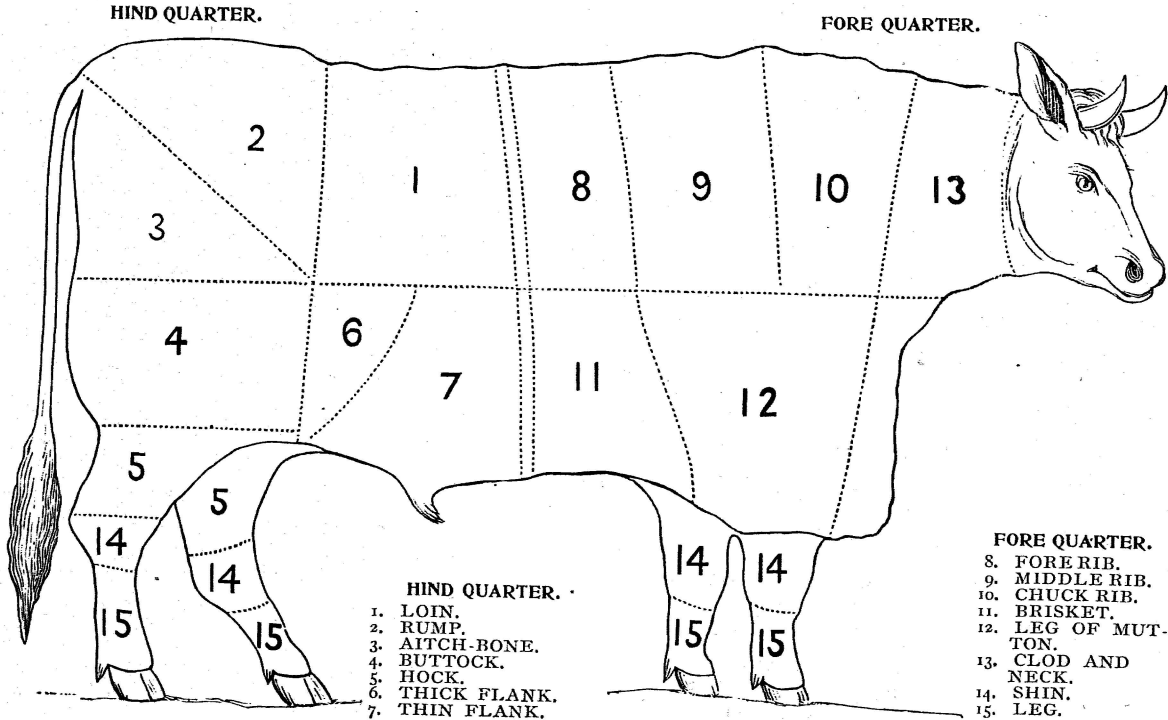 HIND QUARTER.
FORE QUARTER.
2
1
8
9
10
13
3
4
6
7
11
12
5
5
14
14
14
14
15
15
15
15
HIND QUARTER.
1. LOIN.
2. RUMP.
3. AITCH-BONE.
4. BUTTOCK.
5. HOCK.
6. THICK FLANK.
7. THIN FLANK.
FORE QUARTER.
8. FORE RIB.
9. MIDDLE RIB.
10. CHUCK RIB.
11. BRISKET.
12. LEG OF MUT-
TON.
13. CLOD AND
NECK.
14. SHIN.
15. LEG.